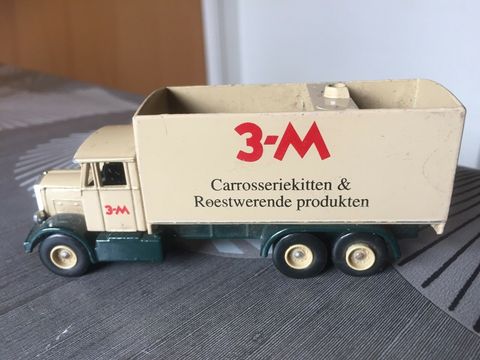 3-M
Carrosseriekitten &
Roestwerende produkten
3-M